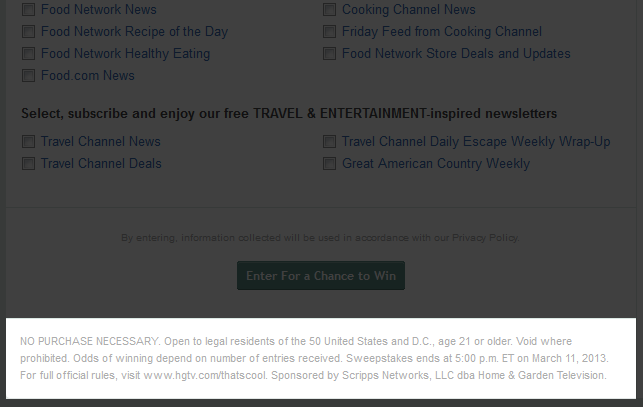 Food Network News
Cooking Channel News
Food Network Recipe of the Day
Friday Feed from Cooking Channel
Food Network Healthy Eating
Food Network Store Deals and Updates
Food.com News
Select, subscribe and enjoy our free TRAVEL & ENTERTAINMENT-inspired newsletters
Travel Channel News
Travel Channel Daily Escape Weekly Wrap-Up
Travel Channel Deals
Great American Country Weekly
By entering, information collected will be used in accordance with our Privacy Policy.
Enter For a Chance to Win
NO PURCHASE NECESSARY. Open to legal residents of the 50 United States and D.C., age 21 or older. Void where
prohibited. Odds of winning depend on number of entries received. Sweepstakes ends at 5:00 p.m. ET on March 11, 2013.
For full official rules, visit www.hgtv.com/thatscool. Sponsored by Scripps Networks, LLC dba Home & Garden Television.